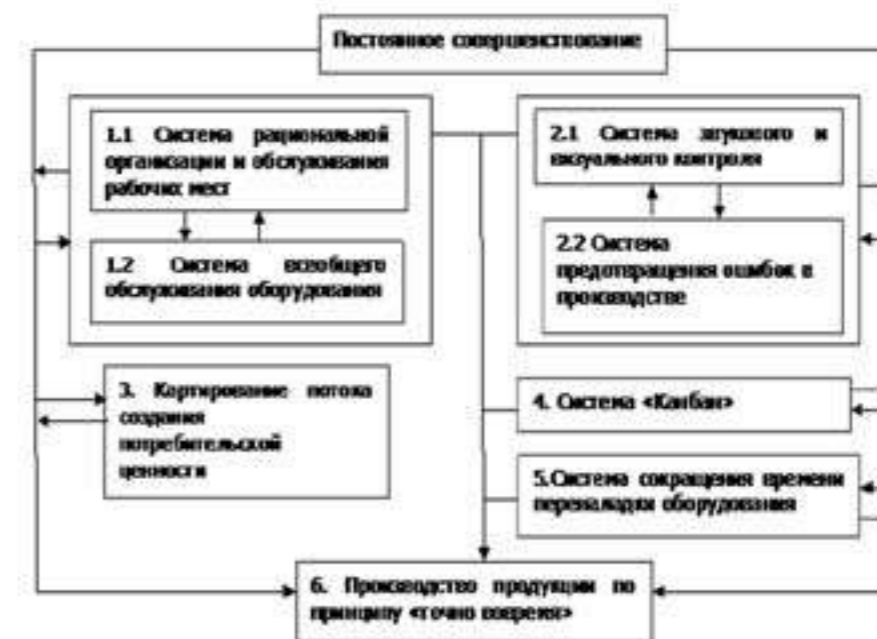 Постоянное совершенствование
1.1 Система рациональной
организации и обслуживания
рабочих мест
1.2 Система всеобщего
обслуживания оборудования
2.1 Система звукового и
визуального контроля
2.2 Система
предотвращения ошибок в
производстве
3. Картирование потока
создания
потребительской
ценности
4. Система «Канбан»
5.Система сокращения времени
переналадки оборудования
6. Производство продукции по
принципу «точно вовремя»